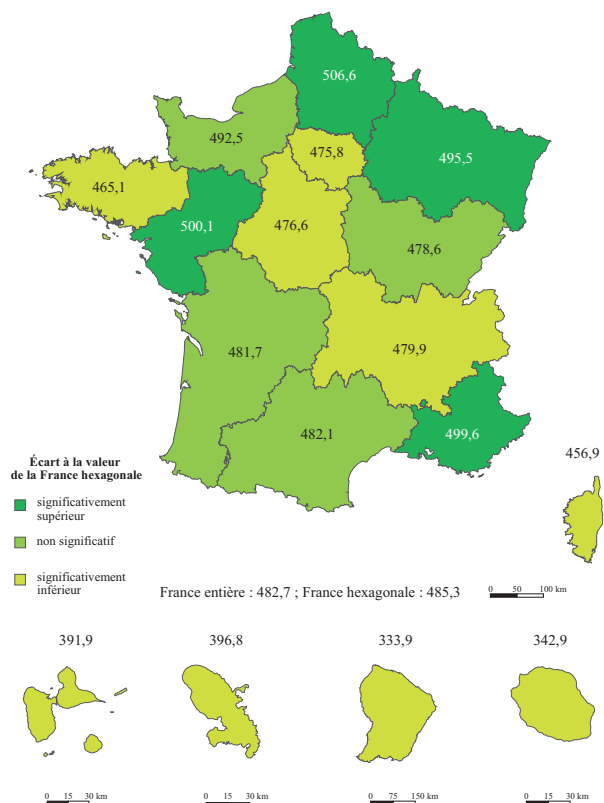 506,6
492,5
475,8
495,5
465,1
500,1
476,6
478,6
481,7
479,9
482,1
499,6
456,9
Écart à la valeur
de la France hexagonale
significativement
supérieur
non significatif
significativement
inférieur
France entière : 482,7 ; France hexagonale : 485,3
0 50 100 km
391,9
396,8
333,9
342,9
0 15 30 km
0 15 30 km
0 75 150 km
0 15 30 km